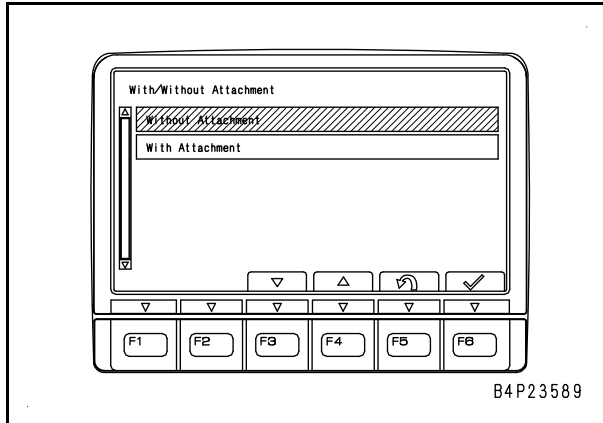 With/Without Attachment
Without Attachment
With Attachment
F1 F2 F3 F4 F5 F6
B4P23589